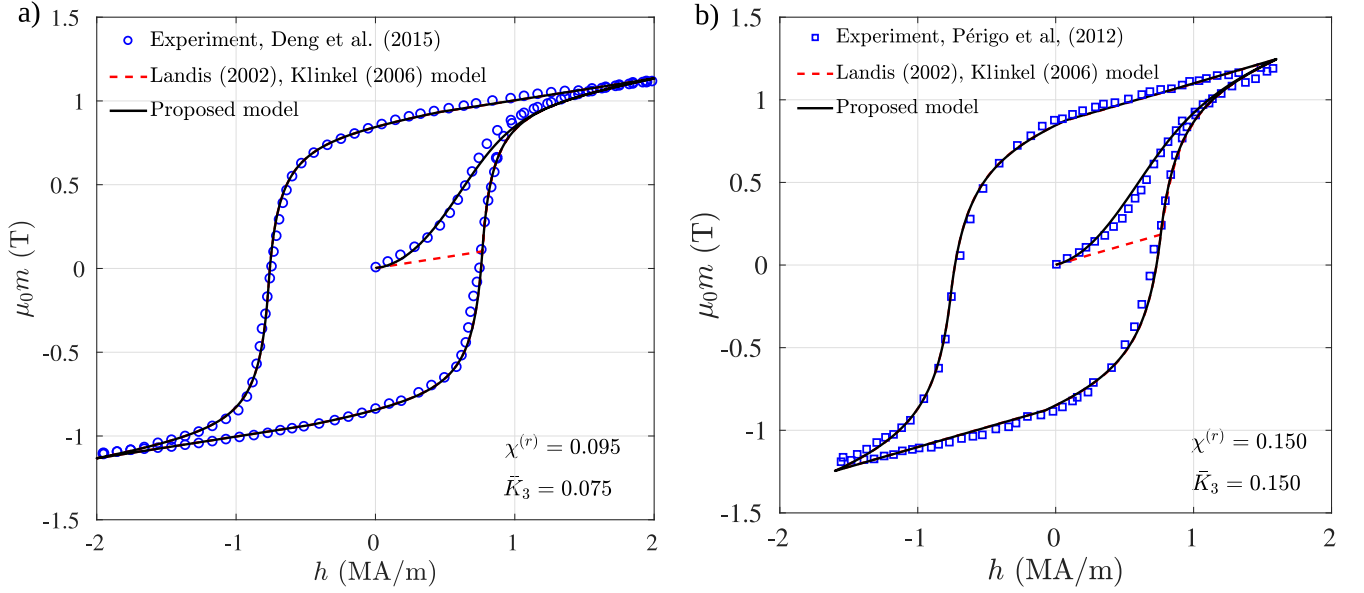 a)
1.5
1
0.5
0
-0.5
-1
-1.5
-2
-1
0
1
2
μ₀m (T)
h (MA/m)
Experiment, Deng et al. (2015)
Landis (2002), Klinkel (2006) model
Proposed model
χ⁽ʳ⁾ = 0.095
K̄₃ = 0.075
b)
1.5
1
0.5
0
-0.5
-1
-1.5
-2
-1
0
1
2
μ₀m (T)
h (MA/m)
Experiment, Périgo et al, (2012)
Landis (2002), Klinkel (2006) model
Proposed model
χ⁽ʳ⁾ = 0.150
K̄₃ = 0.150